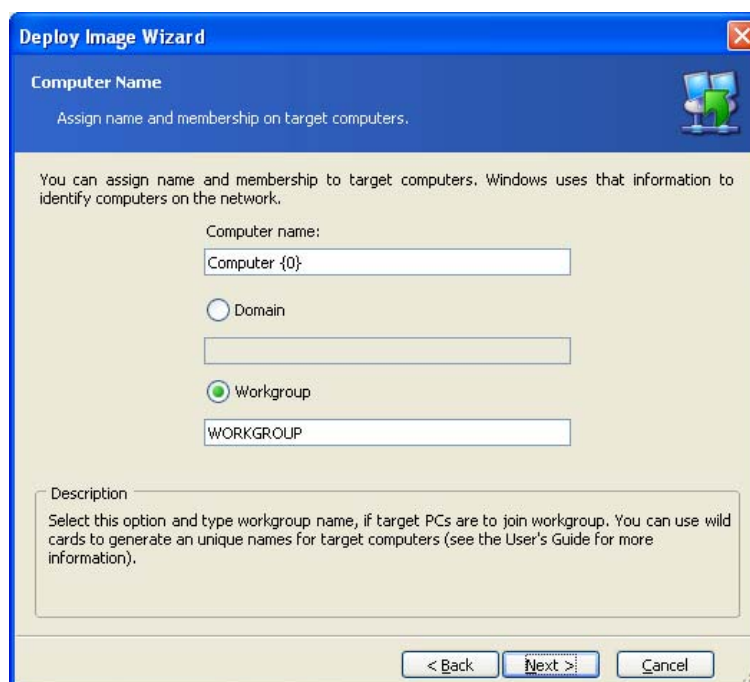 Deploy Image Wizard
Computer Name
Assign name and membership on target computers.
You can assign name and membership to target computers. Windows uses that information to
identify computers on the network.
Computer name:
Computer {0}
Domain
Workgroup
WORKGROUP
Description
Select this option and type workgroup name, if target PCs are to join workgroup. You can use wild
cards to generate an unique names for target computers (see the User's Guide for more
information).
< Back
Next >
Cancel